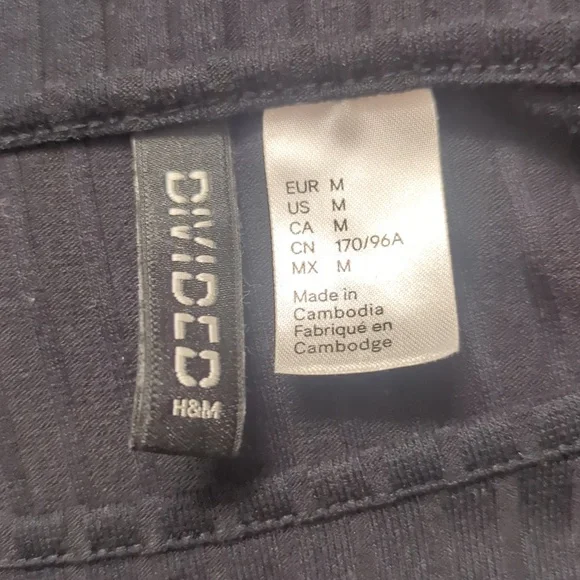 DIVIDED
H&M
EUR M
US M
CA M
CN 170/96A
MX M
Made in
Cambodia
Fabriqué en
Cambodge